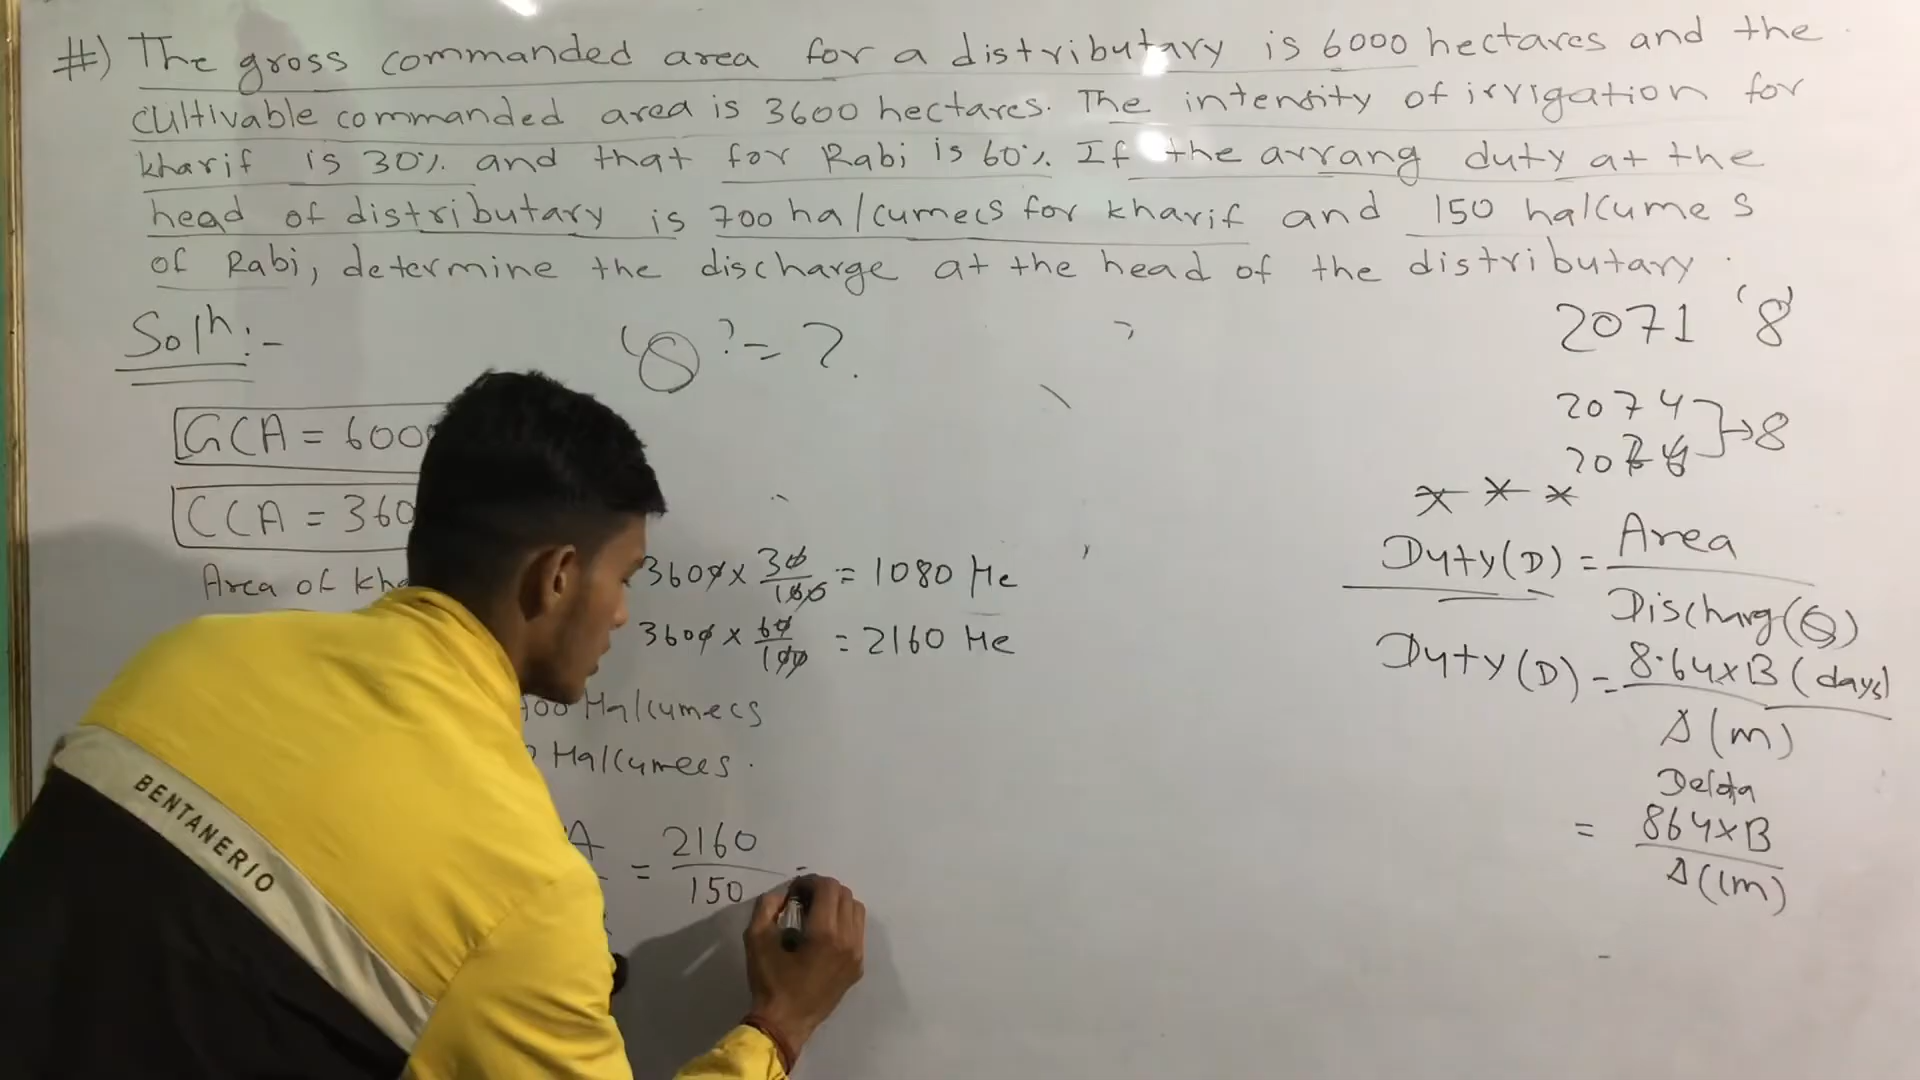 #) The gross commanded area for a distributary is 6000 hectares and the
cultivable commanded area is 3600 hectares. The intensity of irrigation for
kharif is 30% and that for Rabi is 60%. If the arrang duty at the
head of distributary is 700 ha/cumecs for kharif and 150 ha/cumecs
of Rabi, determine the discharge at the head of the distributary.
Soln:-
'Q' = ?
2071 '8'
2074
8
GCA = 600
CCA = 360
Area of kha
3600 x 30/100 = 1080 He
3600 x 60/100 = 2160 He
700 Ha/cumecs
Ha/cumecs.
A = 2160/150 =
* * *
Duty(D) = Area/Discharg(Q)
Duty(D) = 8.64xB(days)/Δ(m)
Delta
= 864xB/Δ(cm)
BENTANERIO